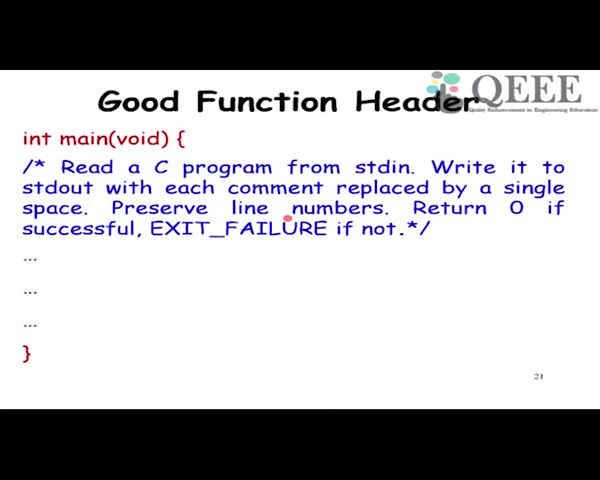 QEEE
Quality Enhancement in Engineering Education
Good Function Header
int main(void) {
/* Read a C program from stdin. Write it to
stdout with each comment replaced by a single
space. Preserve line numbers. Return 0 if
successful, EXIT_FAILURE if not.*/
...
...
...
}
21